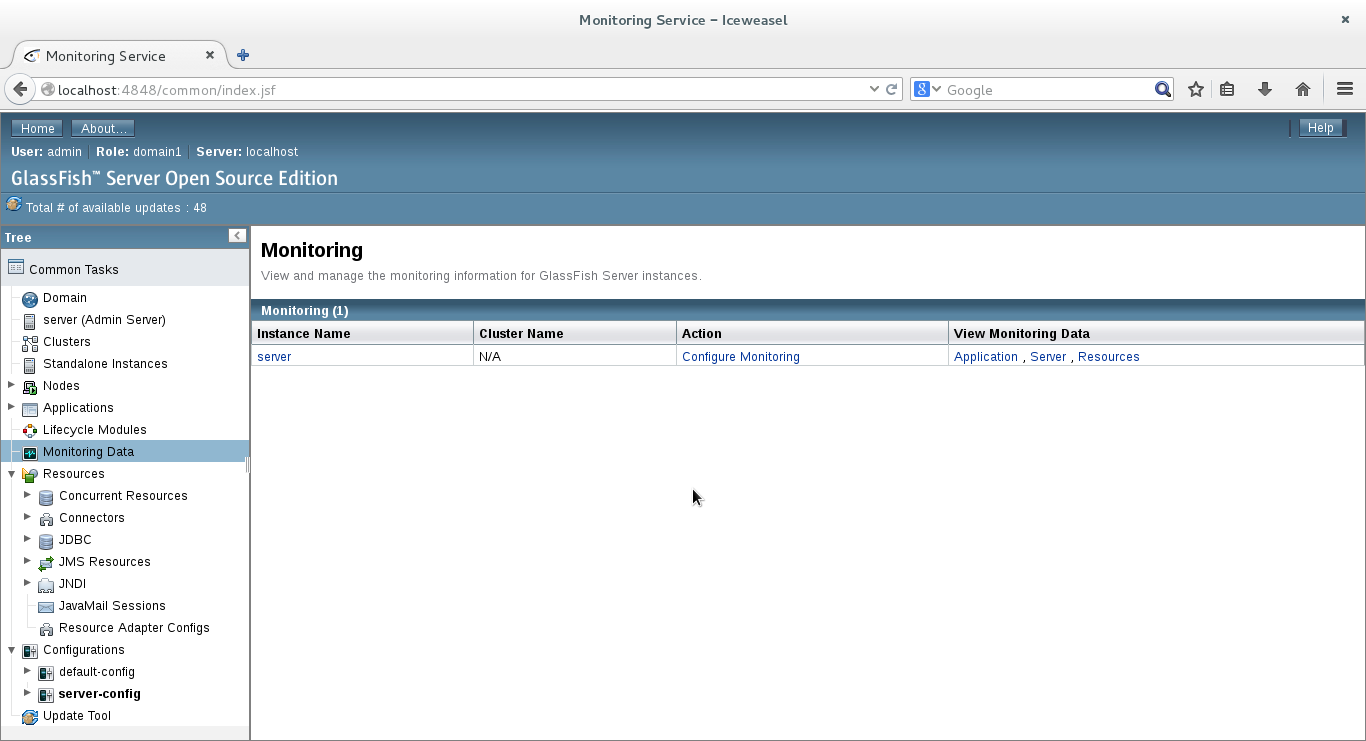 Monitoring Service – Iceweasel
Monitoring Service
localhost:4848/common/index.jsf
8 Google
Home About... Help
User: admin Role: domain1 Server: localhost
GlassFish™ Server Open Source Edition
Total # of available updates : 48
Tree
Common Tasks
Domain
server (Admin Server)
Clusters
Standalone Instances
Nodes
Applications
Lifecycle Modules
Monitoring Data
Resources
Concurrent Resources
Connectors
JDBC
JMS Resources
JNDI
JavaMail Sessions
Resource Adapter Configs
Configurations
default-config
server-config
Update Tool
Monitoring
View and manage the monitoring information for GlassFish Server instances.
Monitoring (1)
Instance Name Cluster Name Action View Monitoring Data
server N/A Configure Monitoring Application , Server , Resources